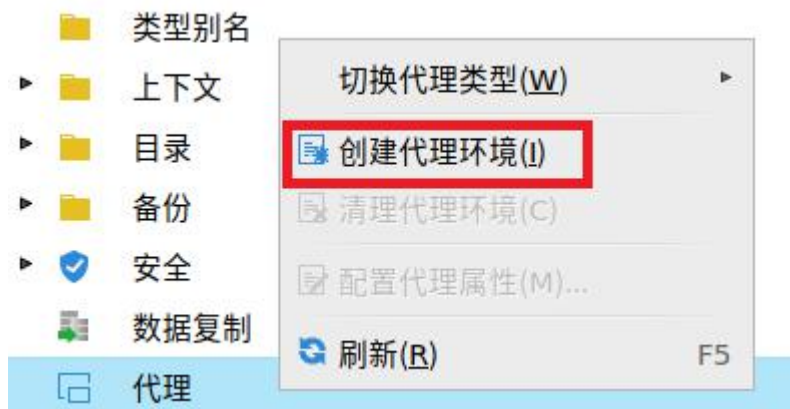 类型别名
上下文
目录
备份
安全
数据复制
代理
切换代理类型(W)
创建代理环境(I)
清理代理环境(C)
配置代理属性(M)...
刷新(R) F5